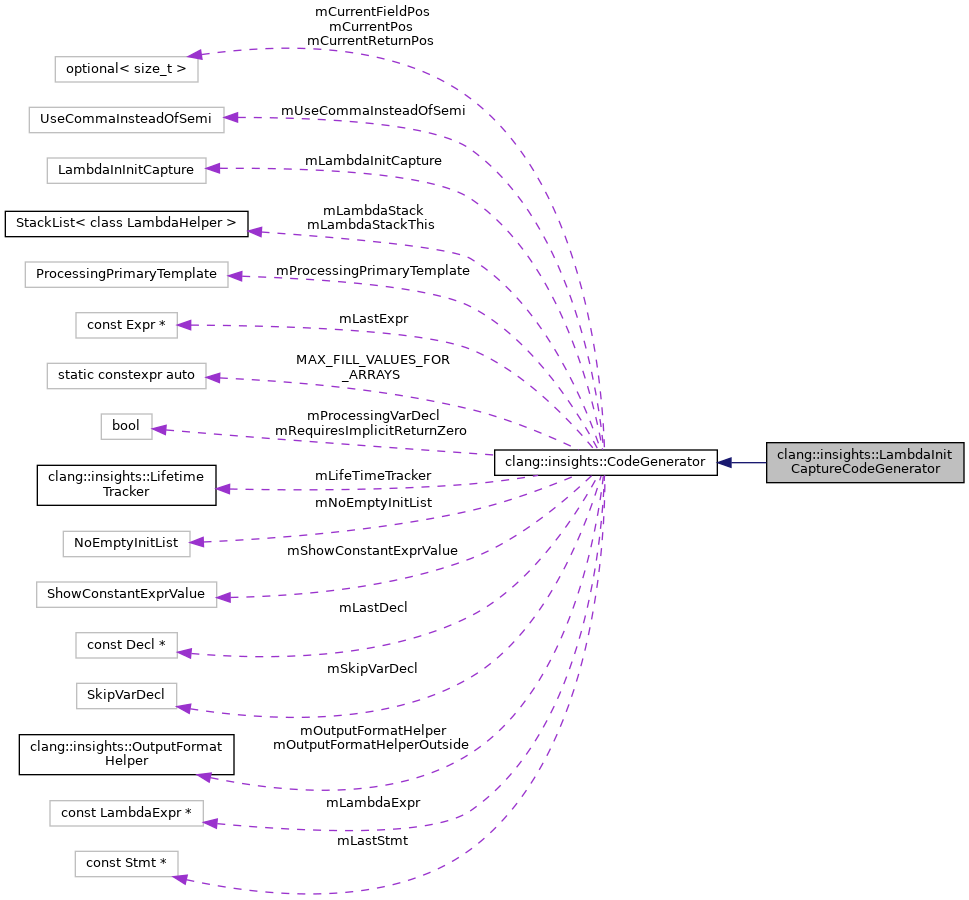 mCurrentFieldPos
mCurrentPos
mCurrentReturnPos
optional< size_t >
mUseCommaInsteadOfSemi
UseCommaInsteadOfSemi
mLambdaInitCapture
LambdaInInitCapture
mLambdaStack
mLambdaStackThis
StackList< class LambdaHelper >
mProcessingPrimaryTemplate
ProcessingPrimaryTemplate
mLastExpr
const Expr *
MAX_FILL_VALUES_FOR
_ARRAYS
static constexpr auto
mProcessingVarDecl
mRequiresImplicitReturnZero
bool
clang::insights::CodeGenerator
clang::insights::LambdaInit
CaptureCodeGenerator
mLifeTimeTracker
clang::insights::Lifetime
Tracker
mNoEmptyInitList
NoEmptyInitList
mShowConstantExprValue
ShowConstantExprValue
mLastDecl
const Decl *
mSkipVarDecl
SkipVarDecl
mOutputFormatHelper
mOutputFormatHelperOutside
clang::insights::OutputFormat
Helper
mLambdaExpr
const LambdaExpr *
mLastStmt
const Stmt *